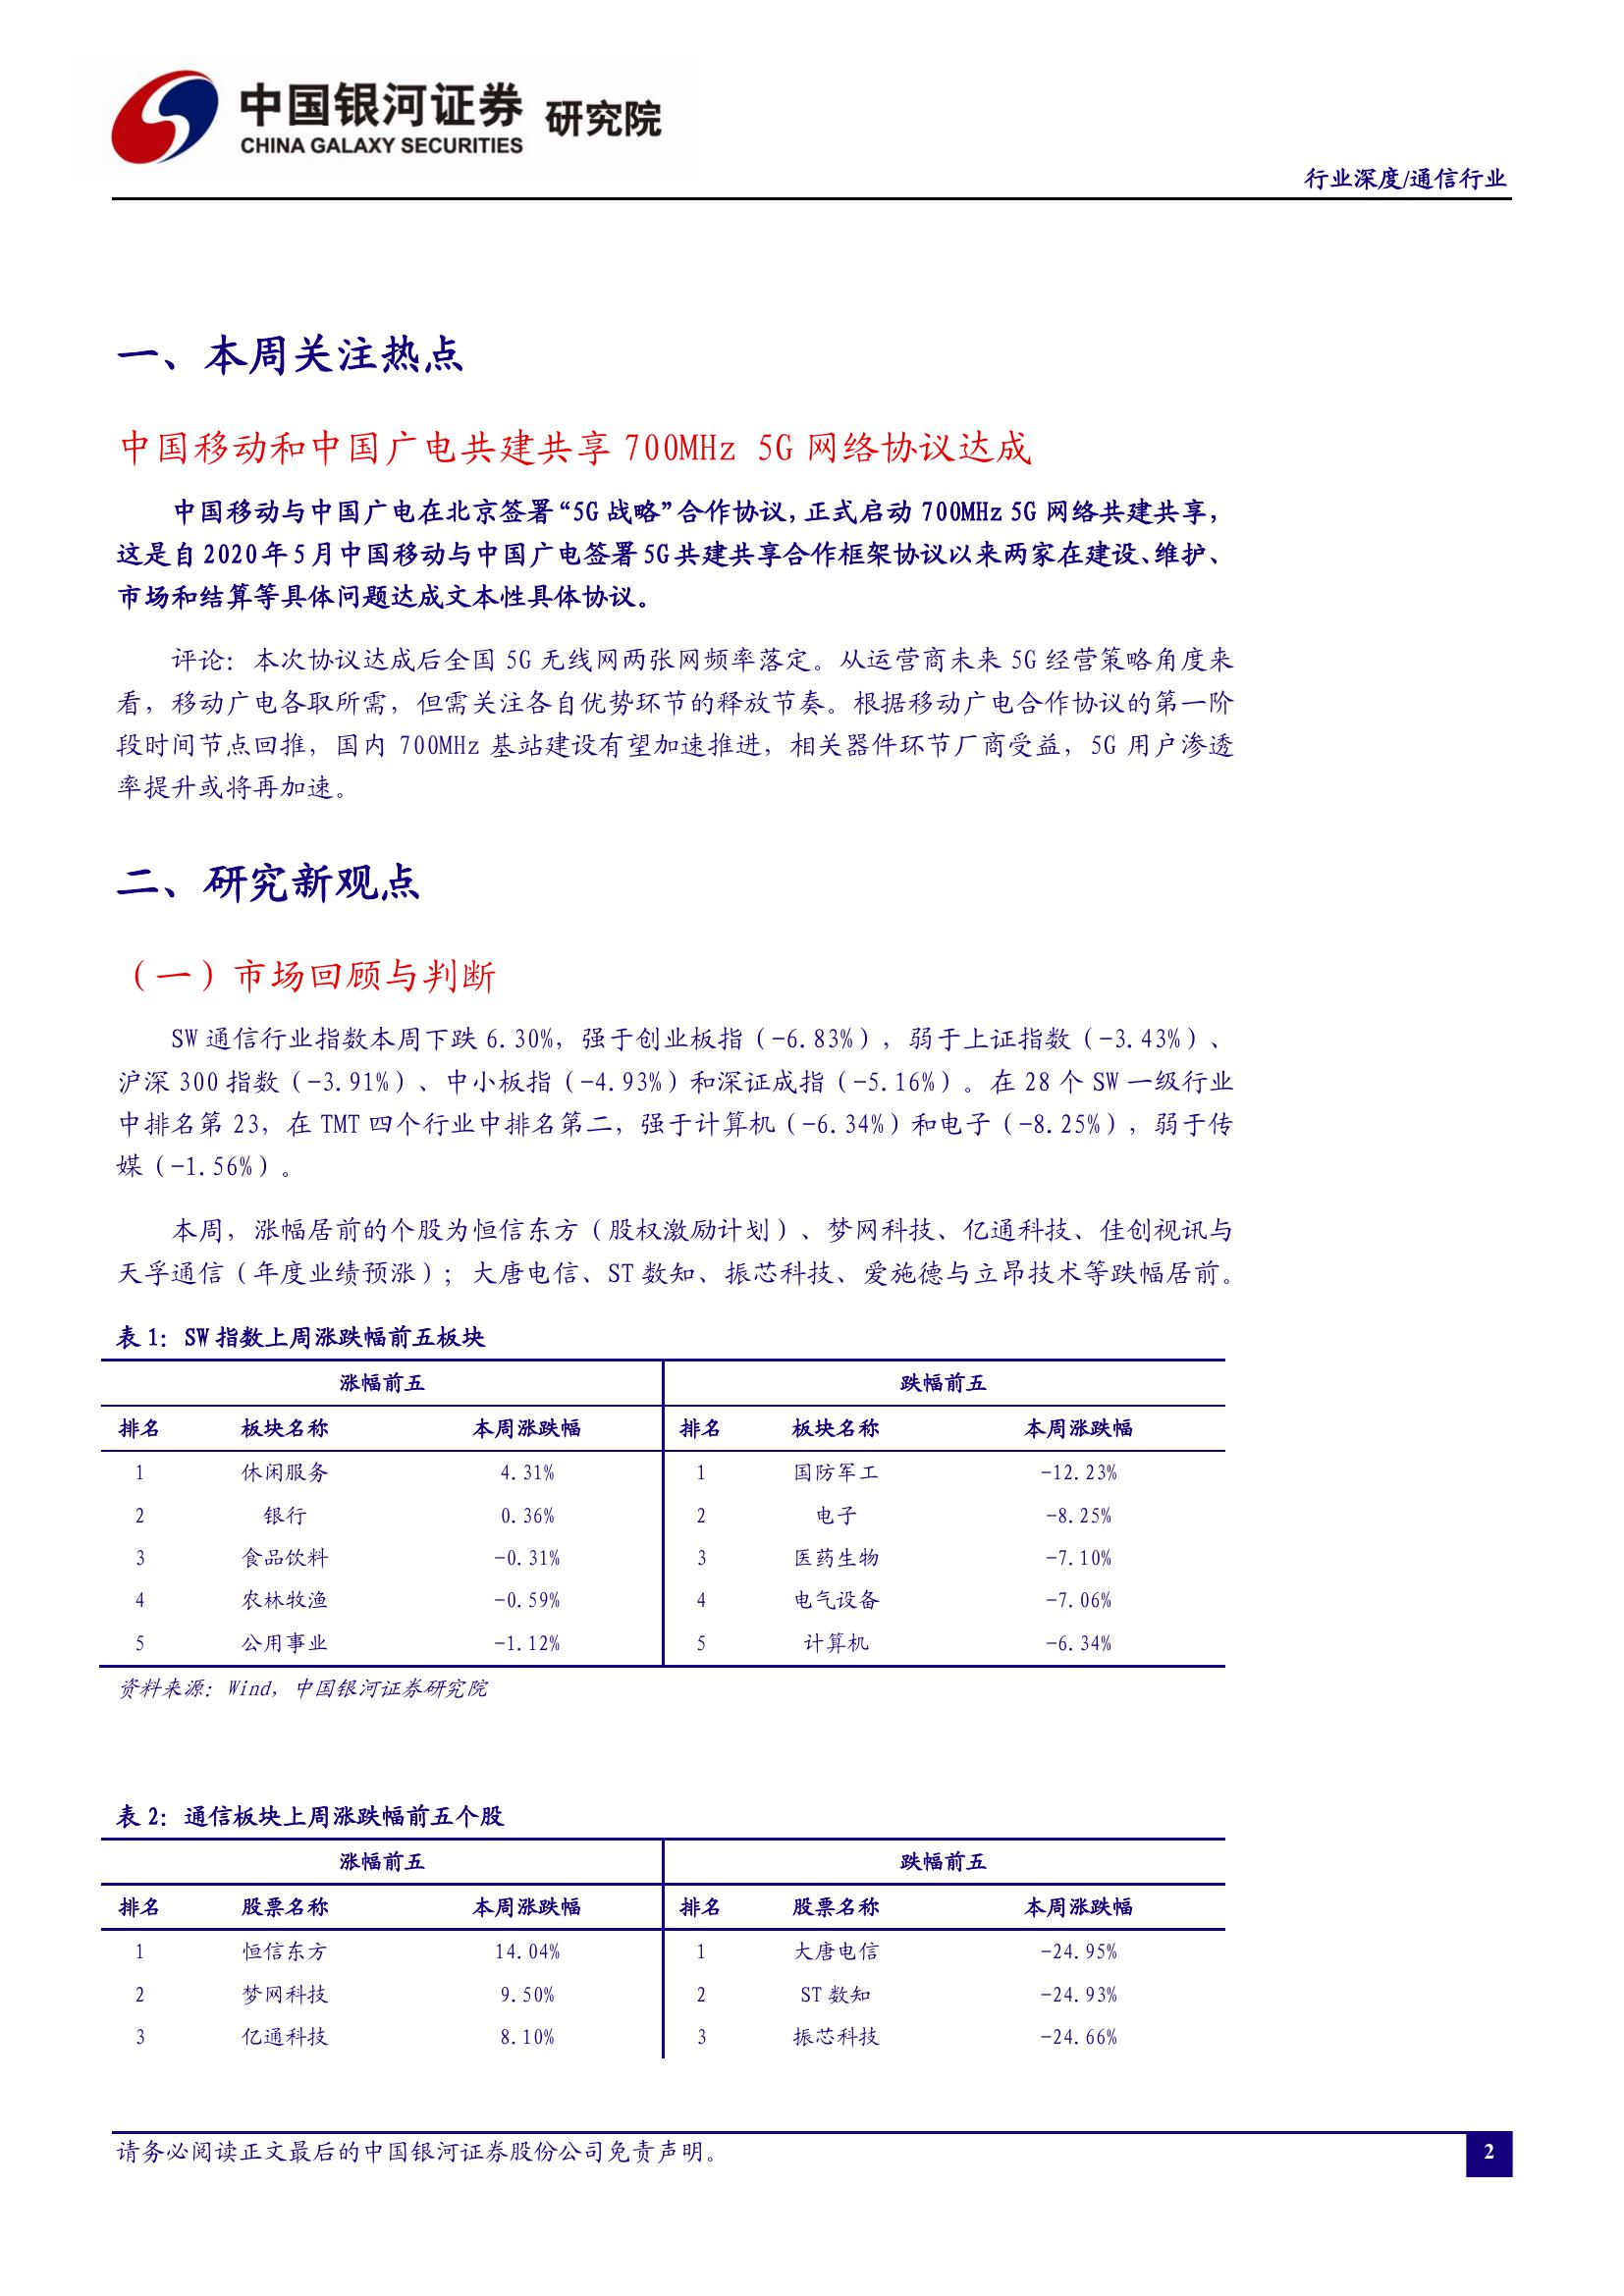 中国银河证券 研究院
CHINA GALAXY SECURITIES
行业深度/通信行业
一、本周关注热点
中国移动和中国广电共建共享 700MHz 5G 网络协议达成
中国移动与中国广电在北京签署“5G 战略”合作协议，正式启动 700MHz 5G 网络共建共享，
这是自 2020 年 5 月中国移动与中国广电签署 5G 共建共享合作框架协议以来两家在建设、维护、
市场和结算等具体问题达成文本性具体协议。
评论：本次协议达成后全国 5G 无线网两张网频率落定。从运营商未来 5G 经营策略角度来
看，移动广电各取所需，但需关注各自优势环节的释放节奏。根据移动广电合作协议的第一阶
段时间节点回推，国内 700MHz 基站建设有望加速推进，相关器件环节厂商受益，5G 用户渗透
率提升或将再加速。
二、研究新观点
（一）市场回顾与判断
SW 通信行业指数本周下跌 6.30%，强于创业板指（-6.83%），弱于上证指数（-3.43%）、
沪深 300 指数（-3.91%）、中小板指（-4.93%）和深证成指（-5.16%）。在 28 个 SW 一级行业
中排名第 23，在 TMT 四个行业中排名第二，强于计算机（-6.34%）和电子（-8.25%），弱于传
媒（-1.56%）。
本周，涨幅居前的个股为恒信东方（股权激励计划）、梦网科技、亿通科技、佳创视讯与
天孚通信（年度业绩预涨）；大唐电信、ST 数知、振芯科技、爱施德与立昂技术等跌幅居前。
表 1：SW 指数上周涨跌幅前五板块
涨幅前五 跌幅前五
排名 板块名称 本周涨跌幅 排名 板块名称 本周涨跌幅
1 休闲服务 4.31% 1 国防军工 -12.23%
2 银行 0.36% 2 电子 -8.25%
3 食品饮料 -0.31% 3 医药生物 -7.10%
4 农林牧渔 -0.59% 4 电气设备 -7.06%
5 公用事业 -1.12% 5 计算机 -6.34%
资料来源：Wind，中国银河证券研究院
表 2：通信板块上周涨跌幅前五个股
涨幅前五 跌幅前五
排名 股票名称 本周涨跌幅 排名 股票名称 本周涨跌幅
1 恒信东方 14.04% 1 大唐电信 -24.95%
2 梦网科技 9.50% 2 ST 数知 -24.93%
3 亿通科技 8.10% 3 振芯科技 -24.66%
请务必阅读正文最后的中国银河证券股份公司免责声明。
2